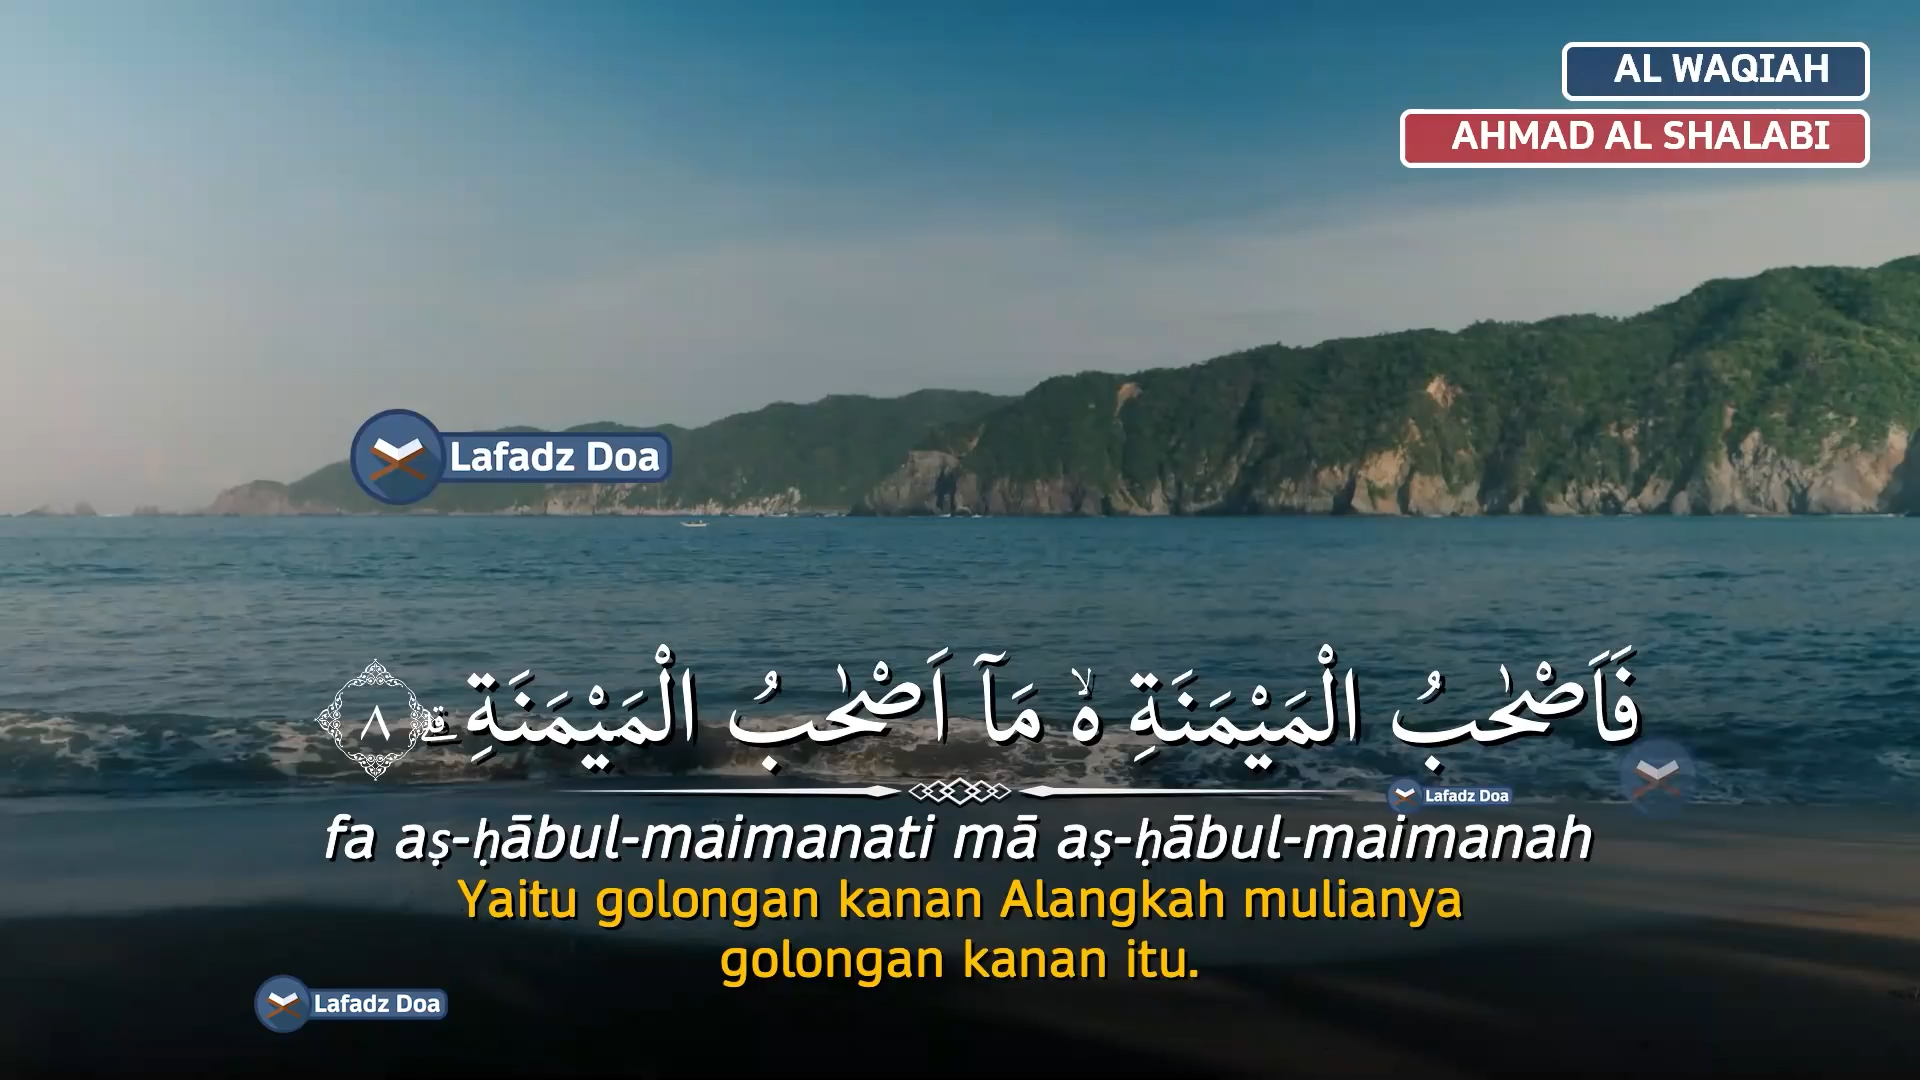 AL WAQIAH
AHMAD AL SHALABI
Lafadz Doa
فَاَصْحٰبُ الْمَيْمَنَةِ ەۙ مَآ اَصْحٰبُ الْمَيْمَنَةِۗ ٨
Lafadz Doa
fa aṣ-ḥābul-maimanati mā aṣ-ḥābul-maimanah
Yaitu golongan kanan Alangkah mulianya
golongan kanan itu.
Lafadz Doa